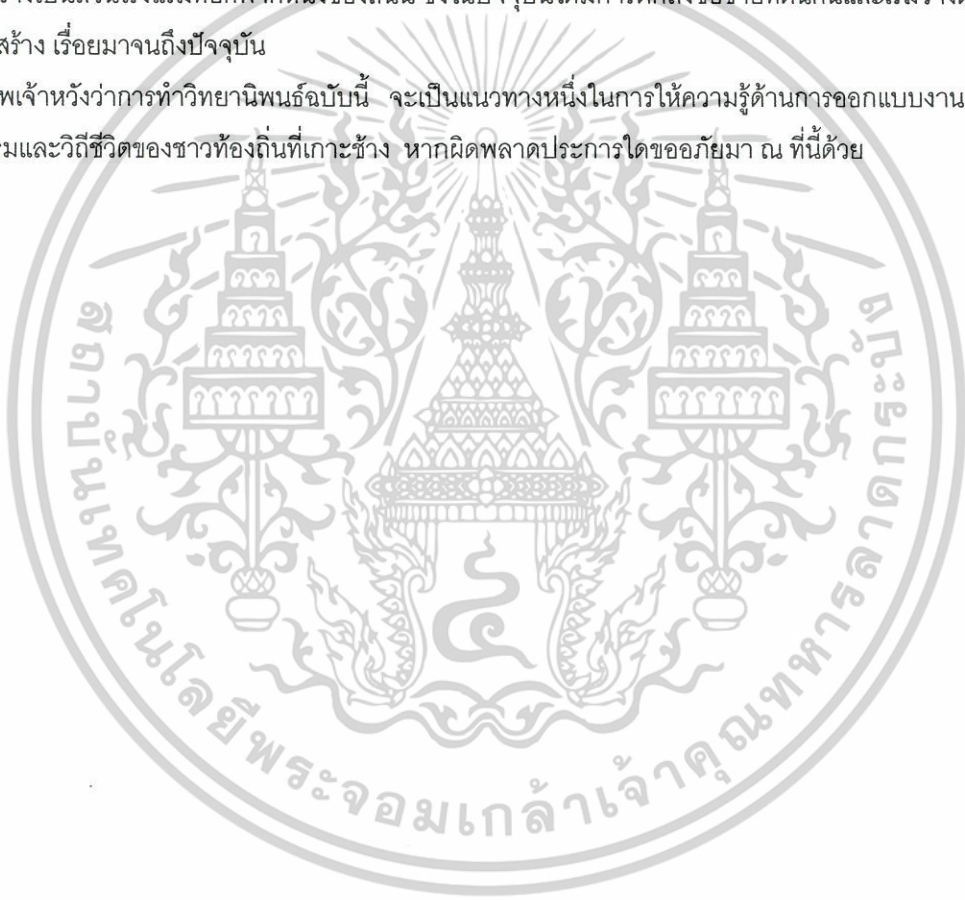 สร้าง เรื่อยมาจนถึงปัจจุบัน
พเจ้าหวังว่าการทำวิทยานิพนธ์ฉบับนี้ จะเป็นแนวทางหนึ่งในการให้ความรู้ด้านการออกแบบงาน
มและวิถีชีวิตของชาวท้องถิ่นที่เกาะช้าง หากผิดพลาดประการใดขออภัยมา ณ ที่นี้ด้วย
สถาบันเทคโนโลยีพระจอมเกล้าเจ้าคุณทหารลาดกระบัง
๔